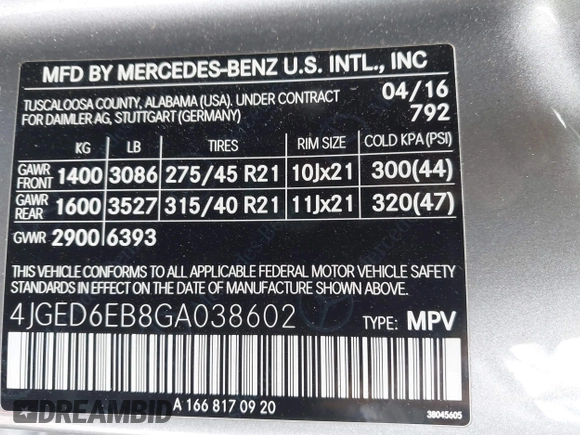 MFD BY MERCEDES-BENZ U.S. INTL., INC
TUSCALOOSA COUNTY, ALABAMA (USA). UNDER CONTRACT 04/16
FOR DAIMLER AG, STUTTGART (GERMANY) 792
KG LB TIRES RIM SIZE COLD KPA (PSI)
GAWR FRONT 1400 3086 275/45 R21 10Jx21 300(44)
GAWR REAR 1600 3527 315/40 R21 11Jx21 320(47)
GVWR 2900 6393
THIS VEHICLE CONFORMS TO ALL APPLICABLE FEDERAL MOTOR VEHICLE SAFETY
STANDARDS IN EFFECT ON THE DATE OF MANUFACTURE SHOWN ABOVE.
4JGED6EB8GA038602 TYPE: MPV
A 166 817 09 20
38045605
DREAMBID